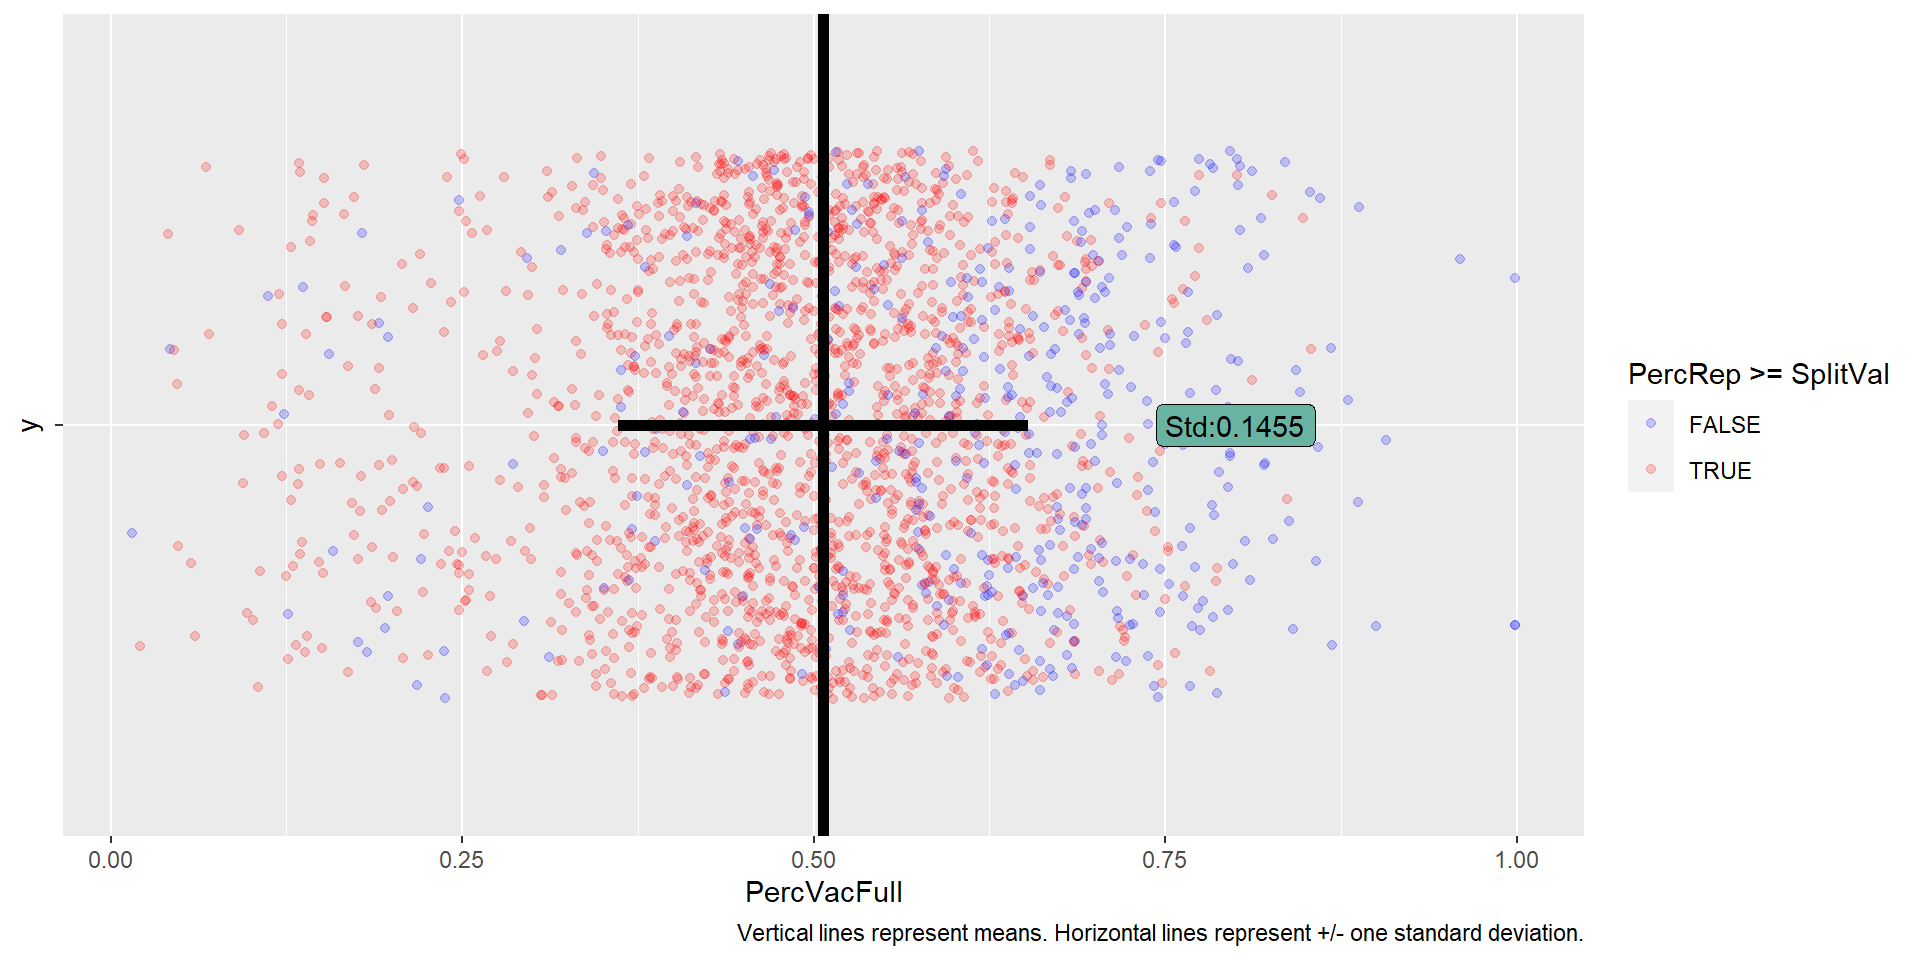 y
Std:0.1455
0.00 0.25 0.50 0.75 1.00
PercVacFull
Vertical lines represent means. Horizontal lines represent +/- one standard deviation.
PercRep >= SplitVal
FALSE
TRUE